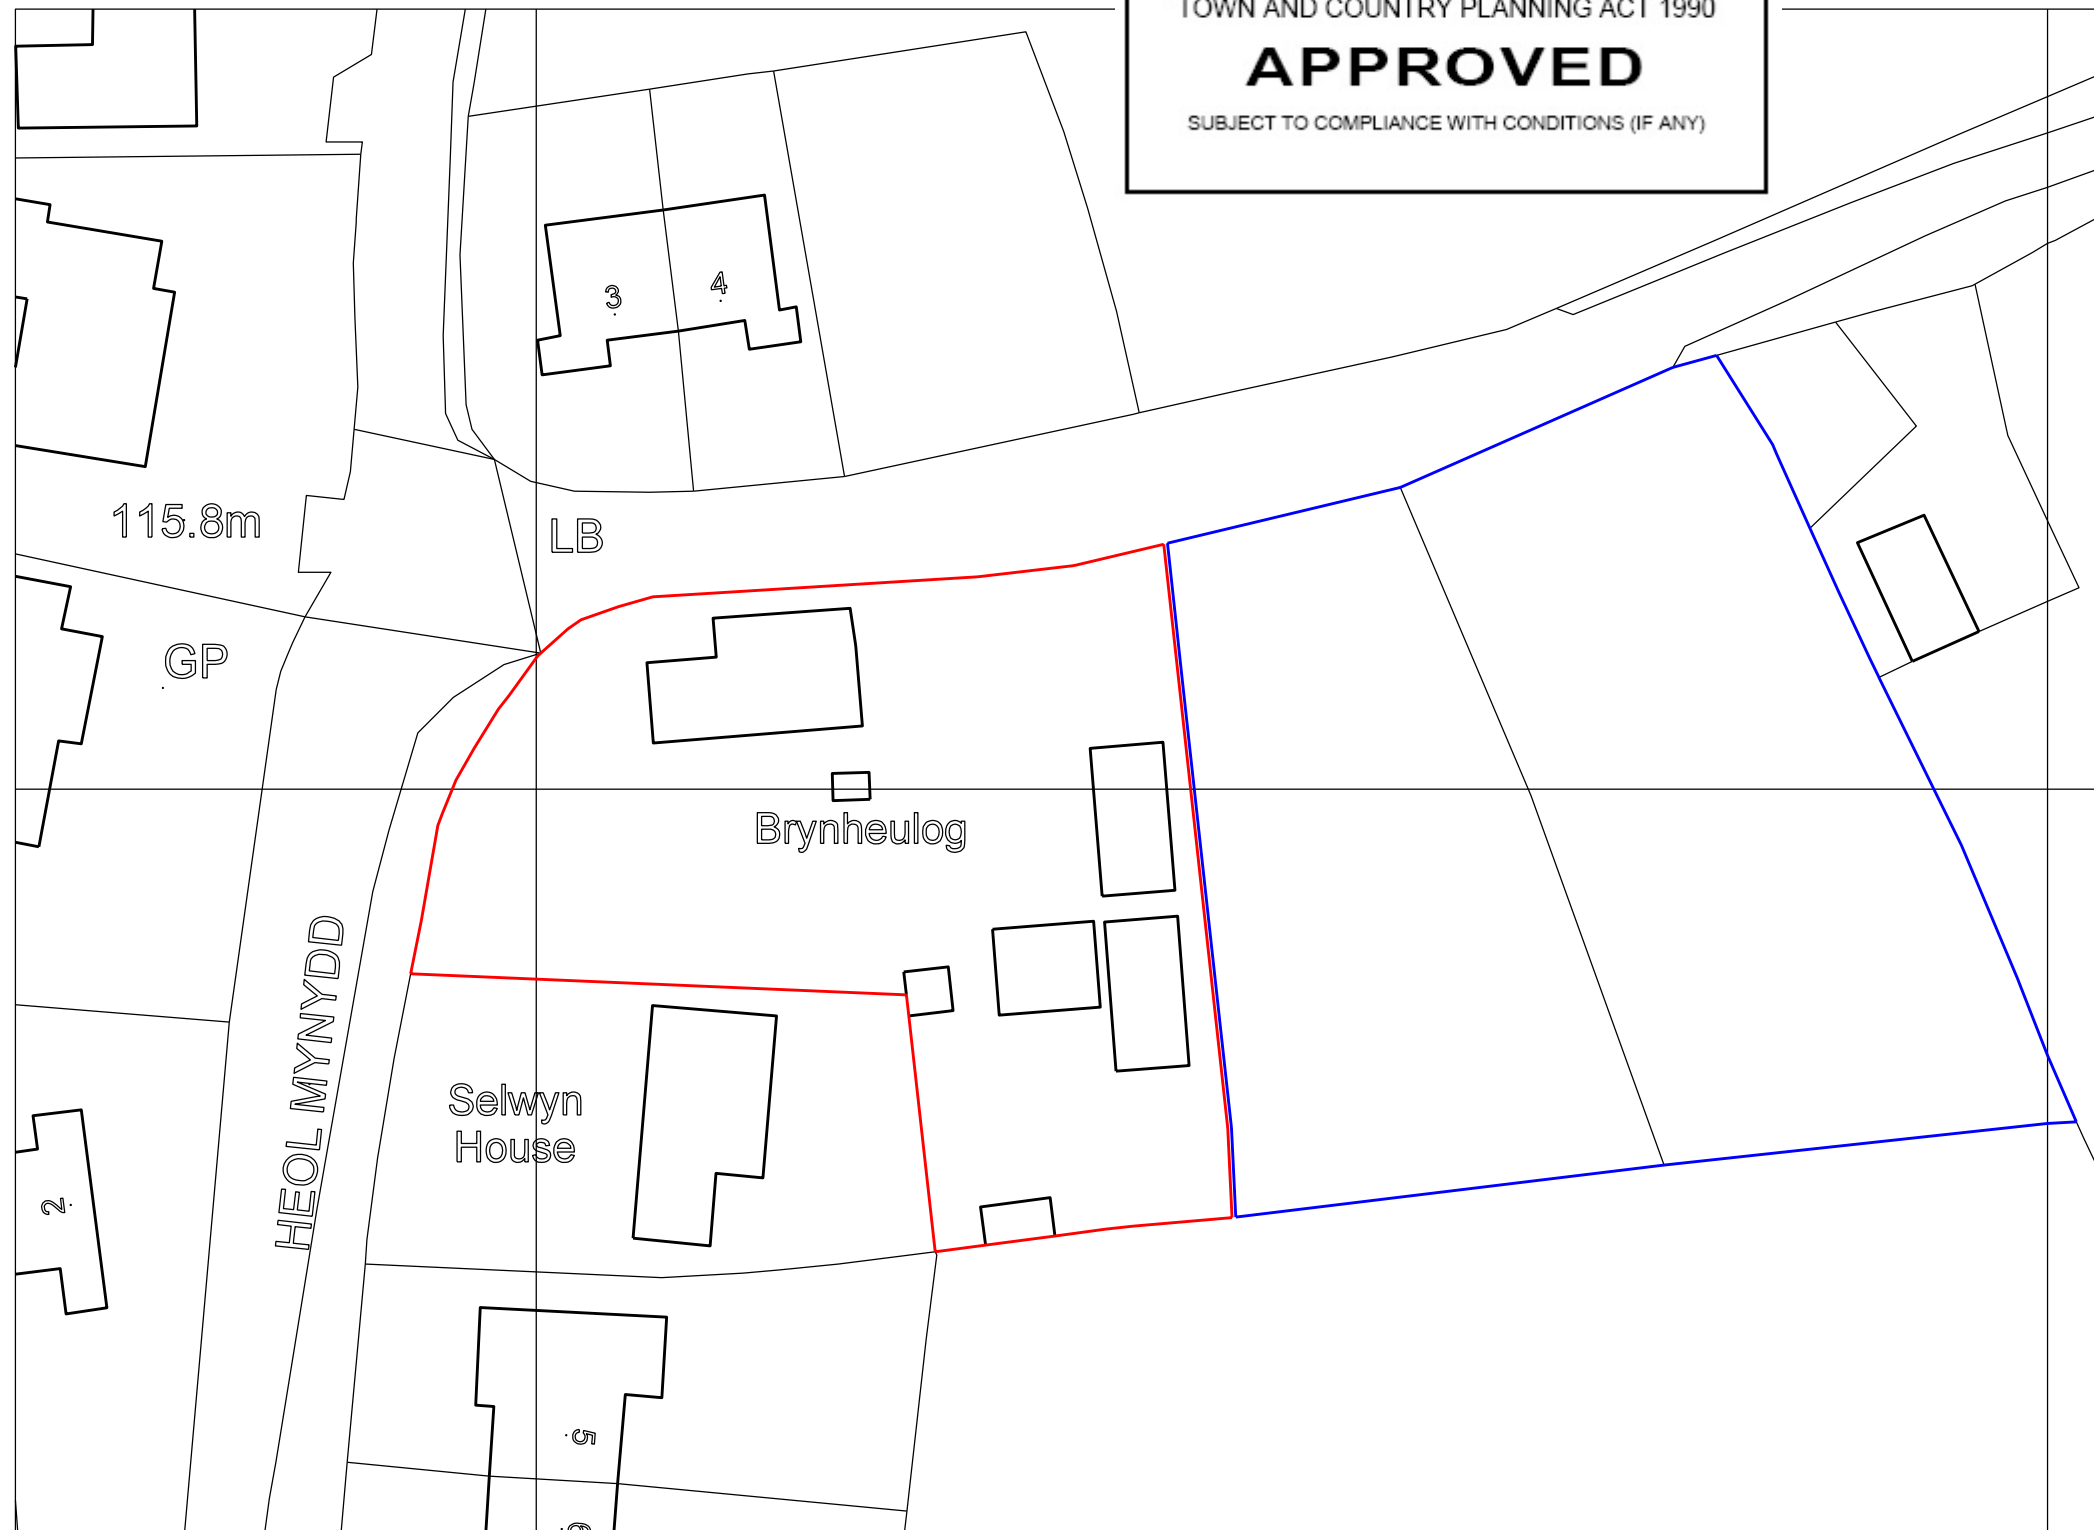 TOWN AND COUNTRY PLANNING ACT 1990
APPROVED
SUBJECT TO COMPLIANCE WITH CONDITIONS (IF ANY)
3
4
115.8m
LB
GP
Brynheulog
HEOL MYNYDD
Selwyn
House
2
5